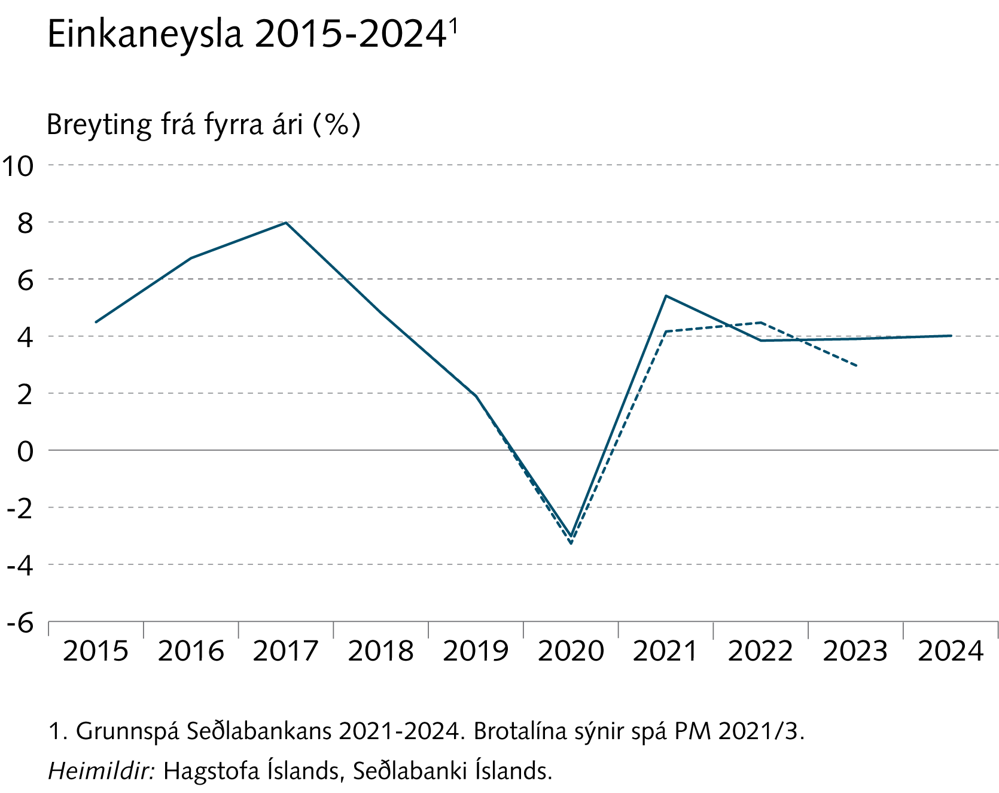 Einkaneysla 2015-2024¹
Breyting frá fyrra ári (%)
10
8
6
4
2
0
-2
-4
-6
2015 2016 2017 2018 2019 2020 2021 2022 2023 2024
1. Grunnspá Seðlabankans 2021-2024. Brotalína sýnir spá PM 2021/3.
Heimildir: Hagstofa Íslands, Seðlabanki Íslands.